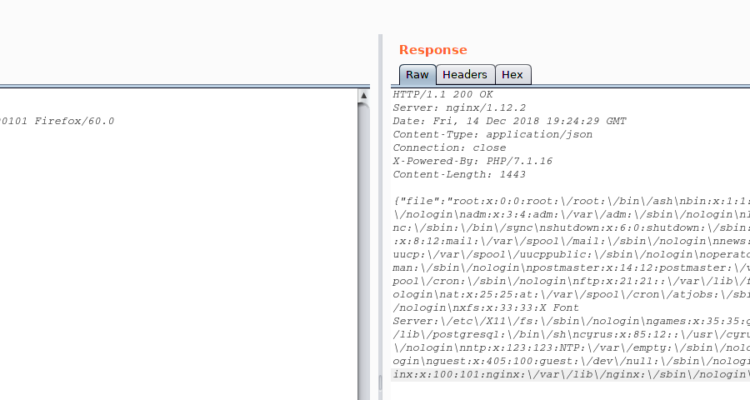 Response
Raw Headers Hex
HTTP/1.1 200 OK
Server: nginx/1.12.2
0101 Firefox/60.0
Date: Fri, 14 Dec 2018 19:24:29 GMT
Content-Type: application/json
Connection: close
X-Powered-By: PHP/7.1.16
Content-Length: 1443
{"file":"root:x:0:0:root:\/root:\/bin\/ash\nbin:x:1:1:
\/nologin\nadm:x:3:4:adm:\/var\/adm:\/sbin\/nologin\nl
nc:\/sbin:\/bin\/sync\nshutdown:x:6:0:shutdown:\/sbin:
:x:8:12:mail:\/var\/spool\/mail:\/sbin\/nologin\nnews:
uucp:\/var\/spool\/uucppublic:\/sbin\/nologin\noperato
man:\/sbin\/nologin\npostmaster:x:14:12:postmaster:\/v
pool\/cron:\/sbin\/nologin\nftp:x:21:21::\/var\/lib\/f
ologin\nat:x:25:25:at:\/var\/spool\/cron\/atjobs:\/sbi
/nologin\nxfs:x:33:33:X Font
Server:\/etc\/X11\/fs:\/sbin\/nologin\ngames:x:35:35:g
/lib\/postgresql:\/bin\/sh\ncyrus:x:85:12::\/usr\/cyru
\/nologin\nntp:x:123:123:NTP:\/var\/empty:\/sbin\/nolo
ogin\nguest:x:405:100:guest:\/dev\/null:\/sbin\/nologi
inx:x:100:101:nginx:\/var\/lib\/nginx:\/sbin\/nologin\